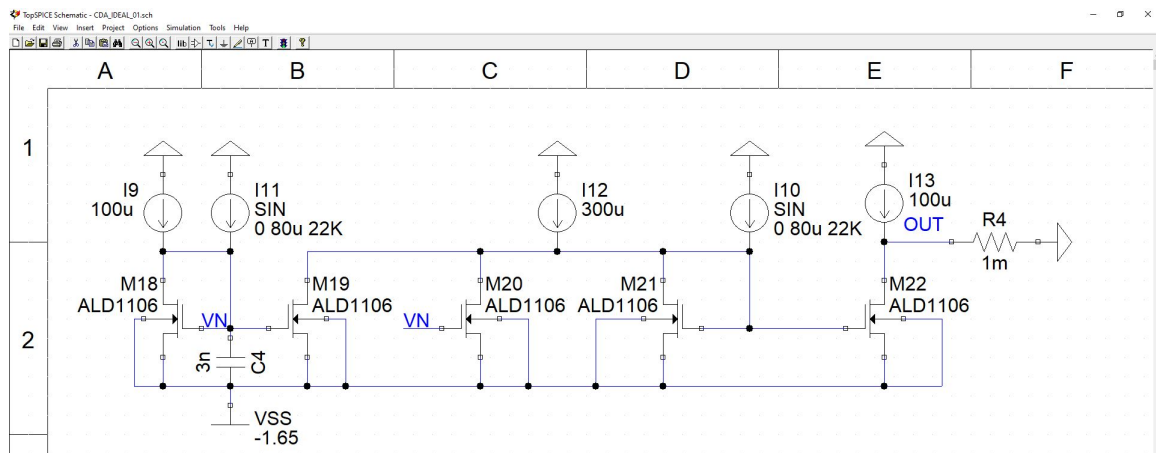 TopSPICE Schematic - CDA_IDEAL_01.sch
File Edit View Insert Project Options Simulation Tools Help
lib T
A B C D E F
1
I9
100u
I11
SIN
0 80u 22K
I12
300u
I10
SIN
0 80u 22K
I13
100u
OUT
R4
1m
M18
ALD1106
M19
ALD1106
M20
ALD1106
M21
ALD1106
M22
ALD1106
2
VN
VN
3n
C4
VSS
-1.65